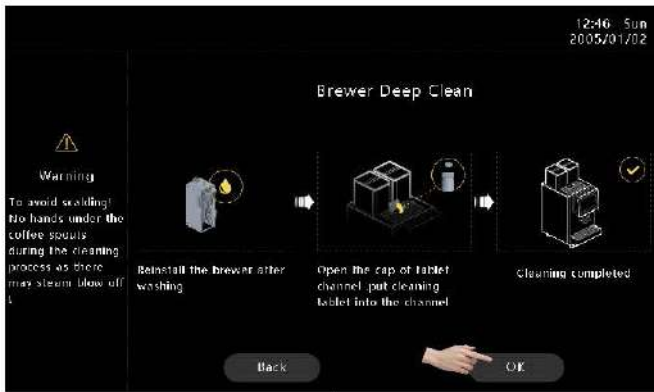 12:46 Sun
2005/01/02
Brewer Deep Clean
Warning
To avoid scalding!
No hands under the
coffee spouts
during the cleaning
process as there
may steam blow off
!
Reinstall the brewer after
washing
Open the cap of tablet
channel ,put cleaning
tablet into the channel
Cleaning completed
Back
OK